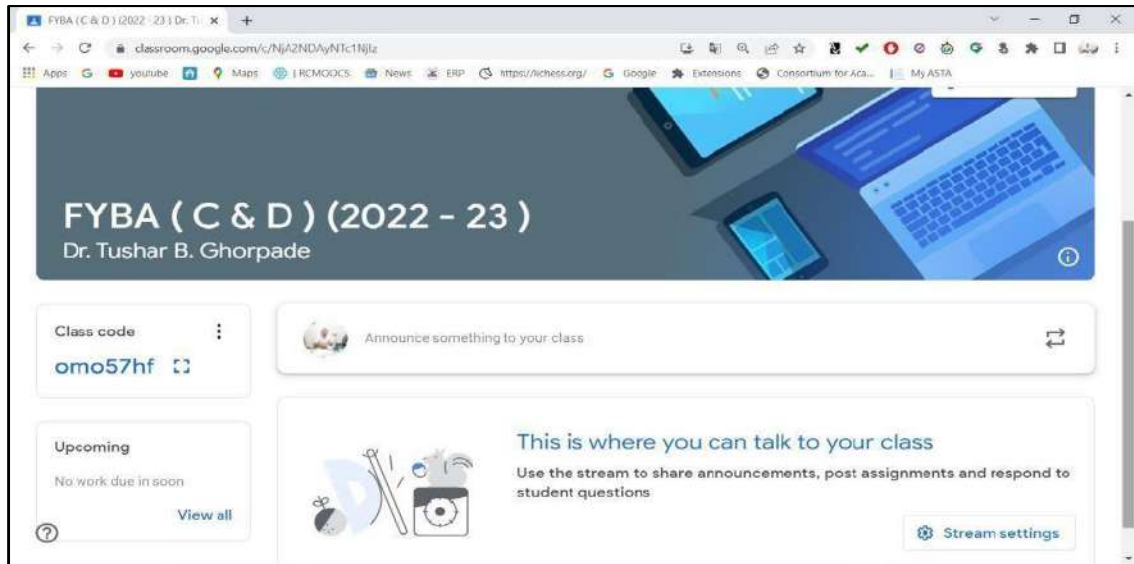 FYBA ( C & D ) (2022 - 23 ) Dr. T
classroom.google.com/c/NjA2NDAyNTc1Njlz
Apps youtube Maps | RCMOOCS News ERP https://lichess.org/ Google Extensions Consortium for Aca... My ASTA
FYBA ( C & D ) (2022 - 23 )
Dr. Tushar B. Ghorpade
Class code
omo57hf
Announce something to your class
Upcoming
No work due in soon
View all
This is where you can talk to your class
Use the stream to share announcements, post assignments and respond to
student questions
Stream settings